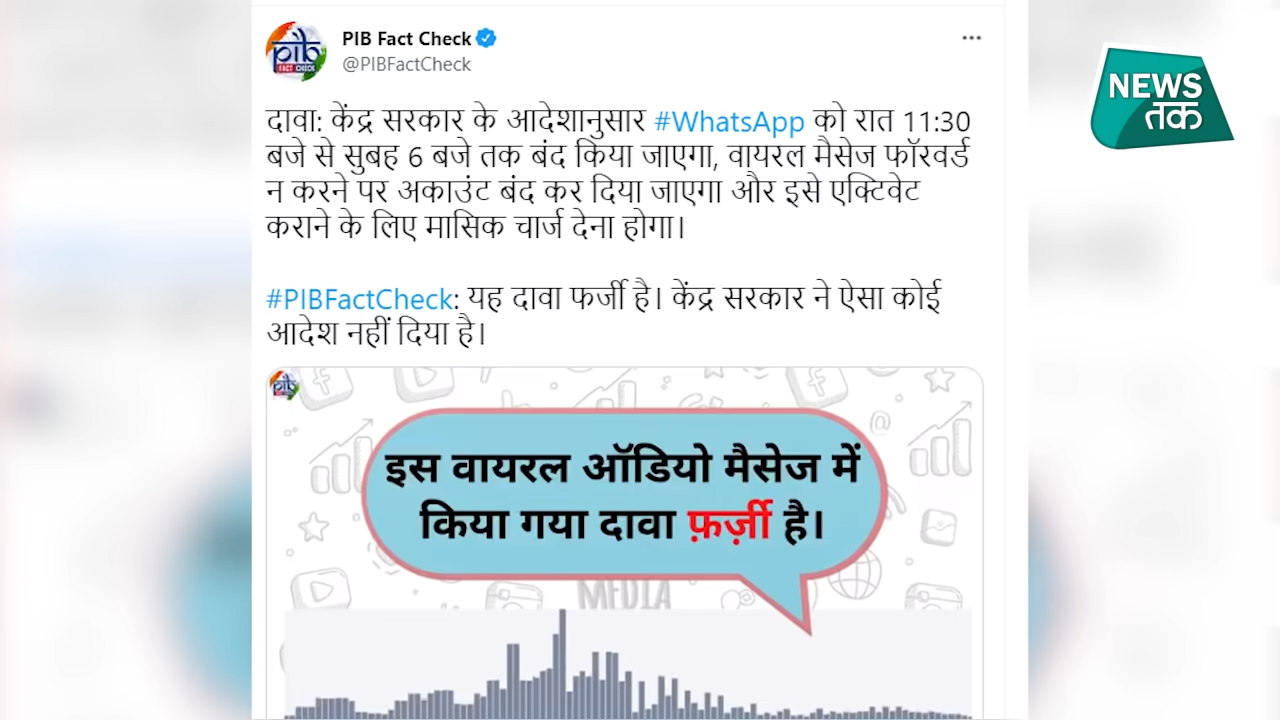 PIB Fact Check
@PIBFactCheck
NEWS
तक
दावा: केंद्र सरकार के आदेशानुसार #WhatsApp को रात 11:30
बजे से सुबह 6 बजे तक बंद किया जाएगा, वायरल मैसेज फॉरवर्ड
न करने पर अकाउंट बंद कर दिया जाएगा और इसे एक्टिवेट
कराने के लिए मासिक चार्ज देना होगा।
#PIBFactCheck: यह दावा फर्जी है। केंद्र सरकार ने ऐसा कोई
आदेश नहीं दिया है।
इस वायरल ऑडियो मैसेज में
किया गया दावा फ़र्ज़ी है।
MEDIA